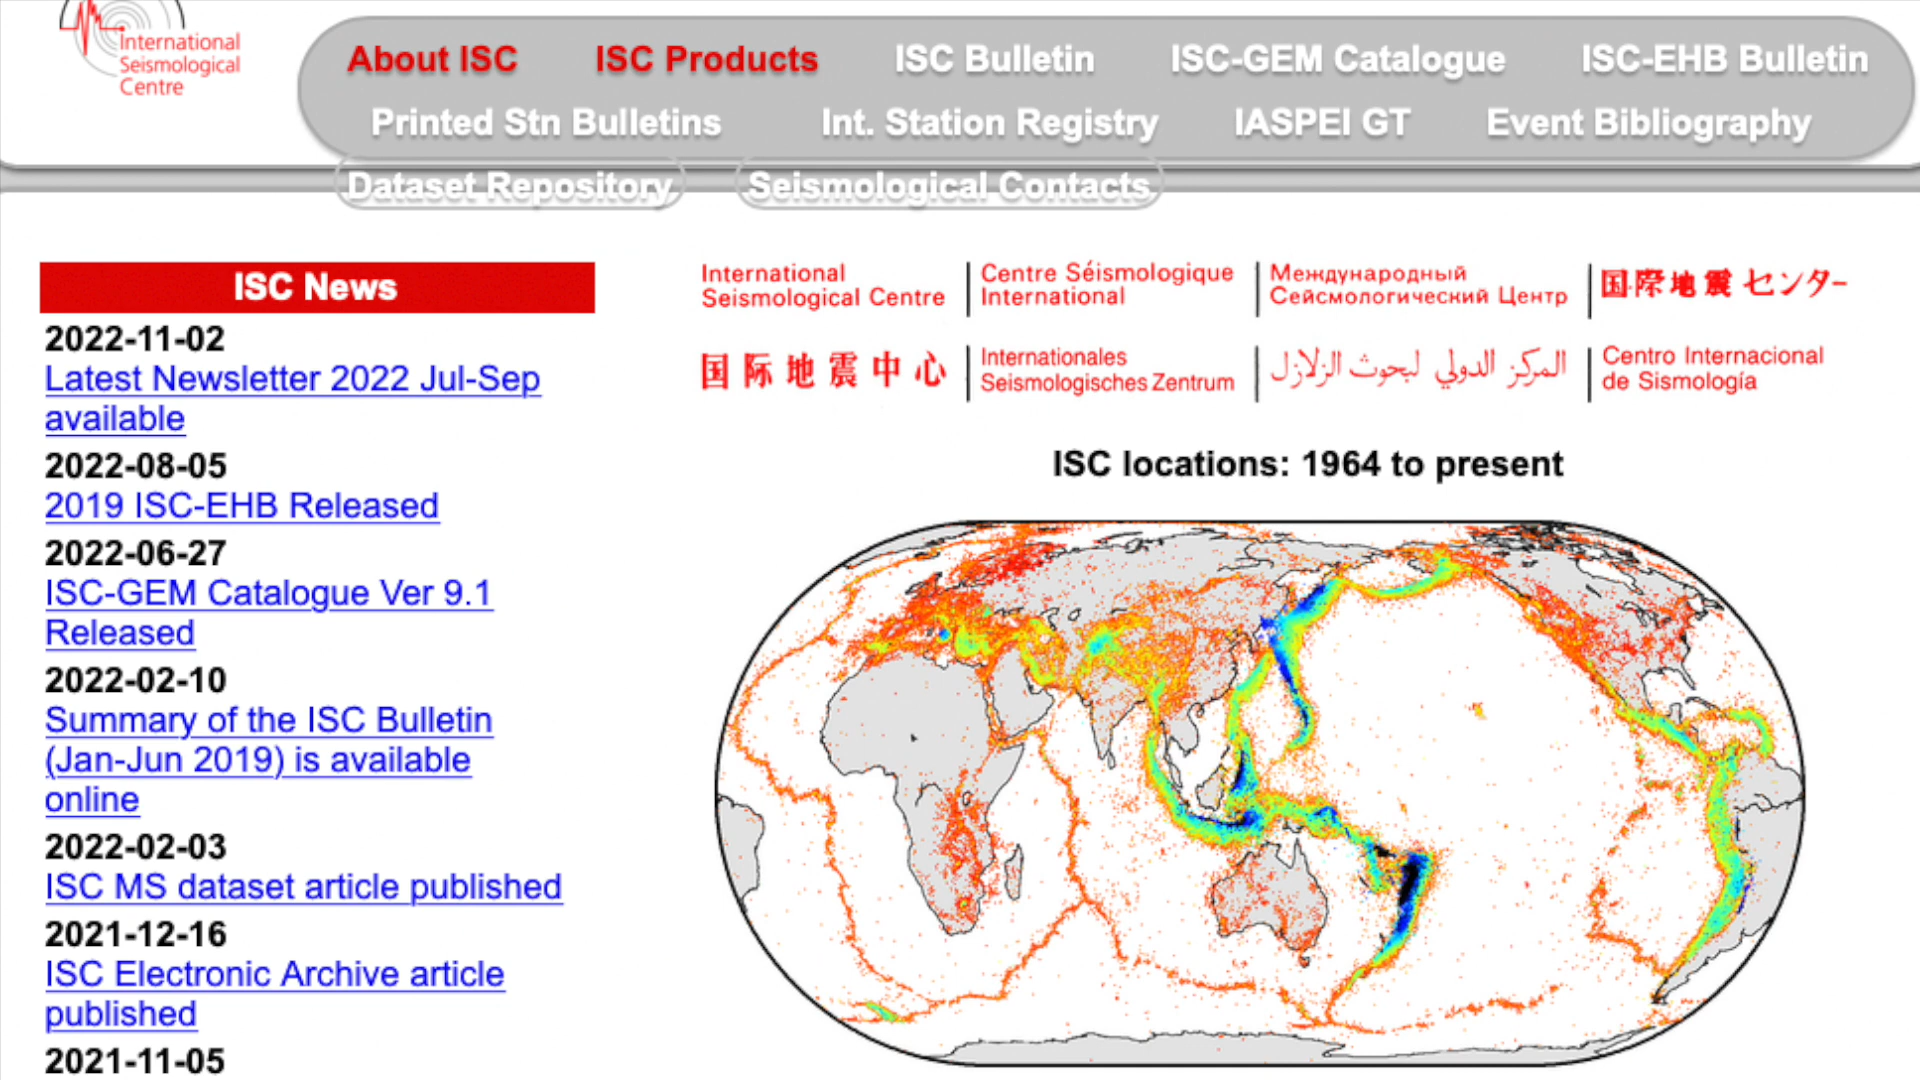 International
Seismological
Centre
About ISC
ISC Products
ISC Bulletin
ISC-GEM Catalogue
ISC-EHB Bulletin
Printed Stn Bulletins
Int. Station Registry
IASPEI GT
Event Bibliography
Dataset Repository
Seismological Contacts
ISC News
2022-11-02
Latest Newsletter 2022 Jul-Sep
available
2022-08-05
2019 ISC-EHB Released
2022-06-27
ISC-GEM Catalogue Ver 9.1
Released
2022-02-10
Summary of the ISC Bulletin
(Jan-Jun 2019) is available
online
2022-02-03
ISC MS dataset article published
2021-12-16
ISC Electronic Archive article
published
2021-11-05
International
Seismological Centre
Centre Séismologique
International
Международный
Сейсмологический Центр
国際地震センター
国际地震中心
Internationales
Seismologisches Zentrum
المركز الدولي لبحوث الزلازل
Centro Internacional
de Sismología
ISC locations: 1964 to present